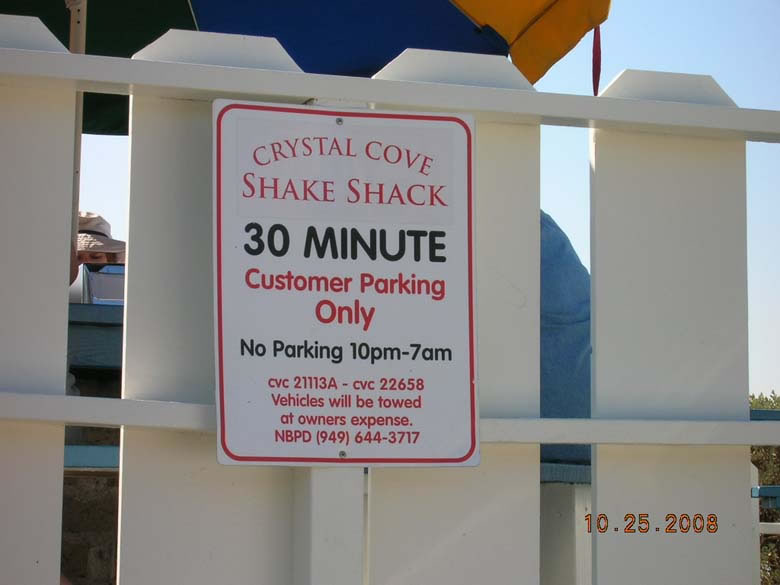 CRYSTAL COVE
SHAKE SHACK
30 MINUTE
Customer Parking
Only
No Parking 10pm-7am
cvc 21113A - cvc 22658
Vehicles will be towed
at owners expense.
NBPD (949) 644-3717
10.25.2008